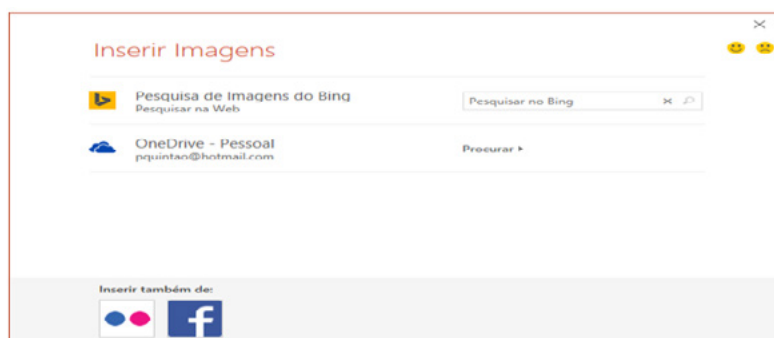 Inserir Imagens
Pesquisa de Imagens do Bing
Pesquisar na Web
Pesquisar no Bing
OneDrive - Pessoal
pquintao@hotmail.com
Procurar
Inserir também de: